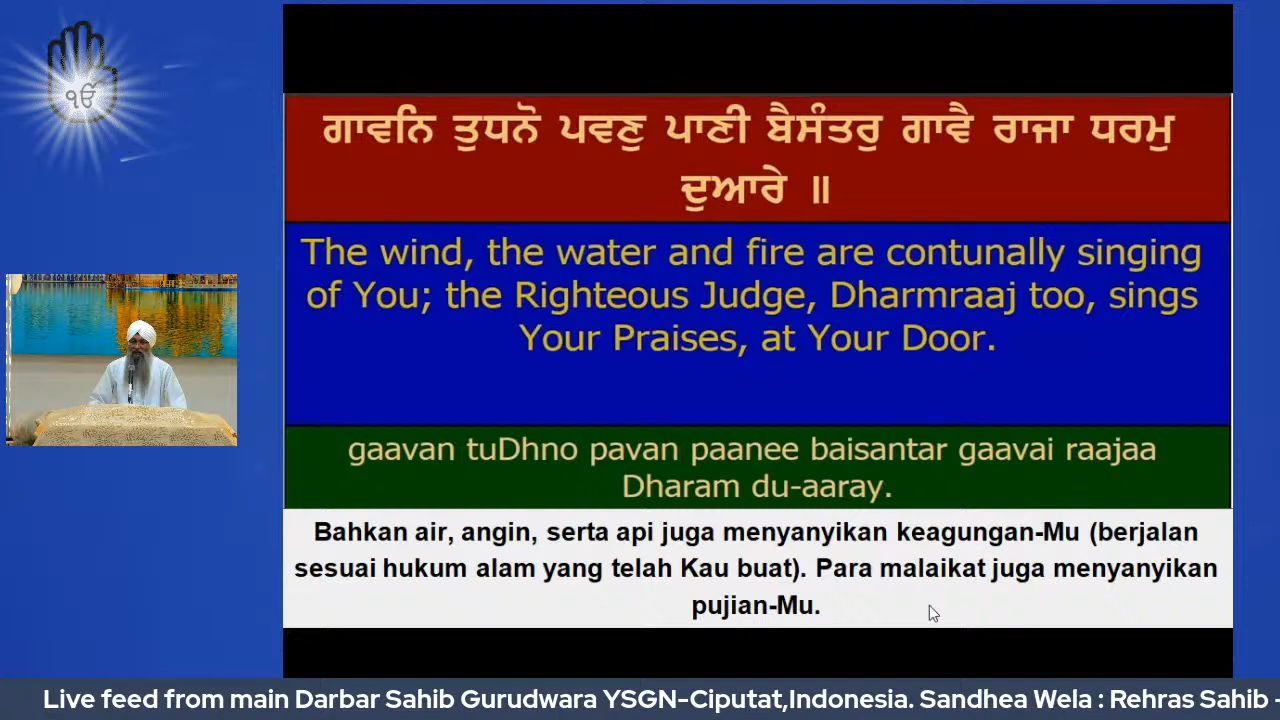 ੴ
ਗਾਵਨਿ ਤੁਧਨੋ ਪਵਣੁ ਪਾਣੀ ਬੈਸੰਤਰੁ ਗਾਵੈ ਰਾਜਾ ਧਰਮੁ
ਦੁਆਰੇ ॥
The wind, the water and fire are contunally singing
of You; the Righteous Judge, Dharmraaj too, sings
Your Praises, at Your Door.
gaavan tuDhno pavan paanee baisantar gaavai raajaa
Dharam du-aaray.
Bahkan air, angin, serta api juga menyanyikan keagungan-Mu (berjalan
sesuai hukum alam yang telah Kau buat). Para malaikat juga menyanyikan
pujian-Mu.
Live feed from main Darbar Sahib Gurudwara YSGN-Ciputat,Indonesia. Sandhea Wela : Rehras Sahib -